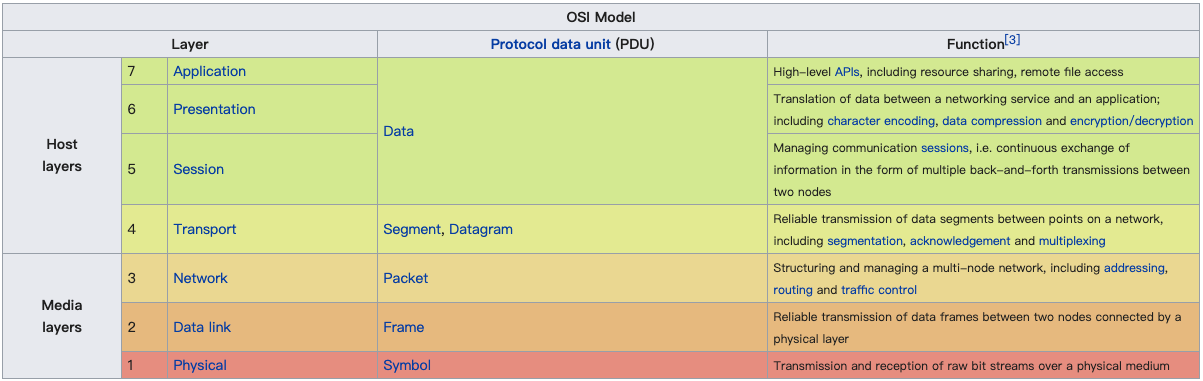 OSI Model
Layer
Protocol data unit (PDU)
Function[3]
Host
layers
7
Application
Data
High-level APIs, including resource sharing, remote file access
6
Presentation
Translation of data between a networking service and an application;
including character encoding, data compression and encryption/decryption
5
Session
Managing communication sessions, i.e. continuous exchange of
information in the form of multiple back-and-forth transmissions between
two nodes
4
Transport
Segment, Datagram
Reliable transmission of data segments between points on a network,
including segmentation, acknowledgement and multiplexing
Media
layers
3
Network
Packet
Structuring and managing a multi-node network, including addressing,
routing and traffic control
2
Data link
Frame
Reliable transmission of data frames between two nodes connected by a
physical layer
1
Physical
Symbol
Transmission and reception of raw bit streams over a physical medium